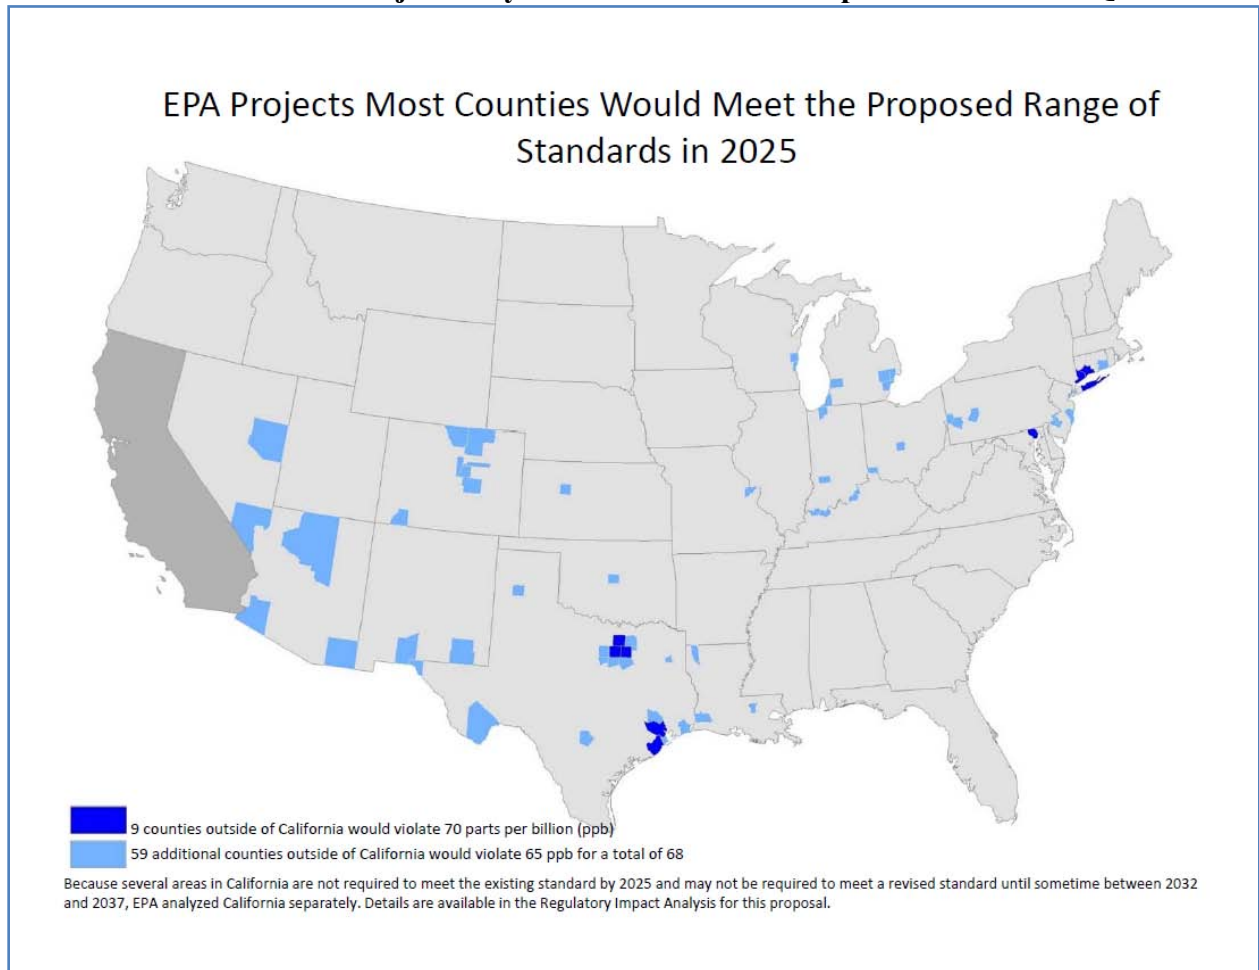 EPA Projects Most Counties Would Meet the Proposed Range of
Standards in 2025
9 counties outside of California would violate 70 parts per billion (ppb)
59 additional counties outside of California would violate 65 ppb for a total of 68
Because several areas in California are not required to meet the existing standard by 2025 and may not be required to meet a revised standard until sometime between 2032
and 2037, EPA analyzed California separately. Details are available in the Regulatory Impact Analysis for this proposal.